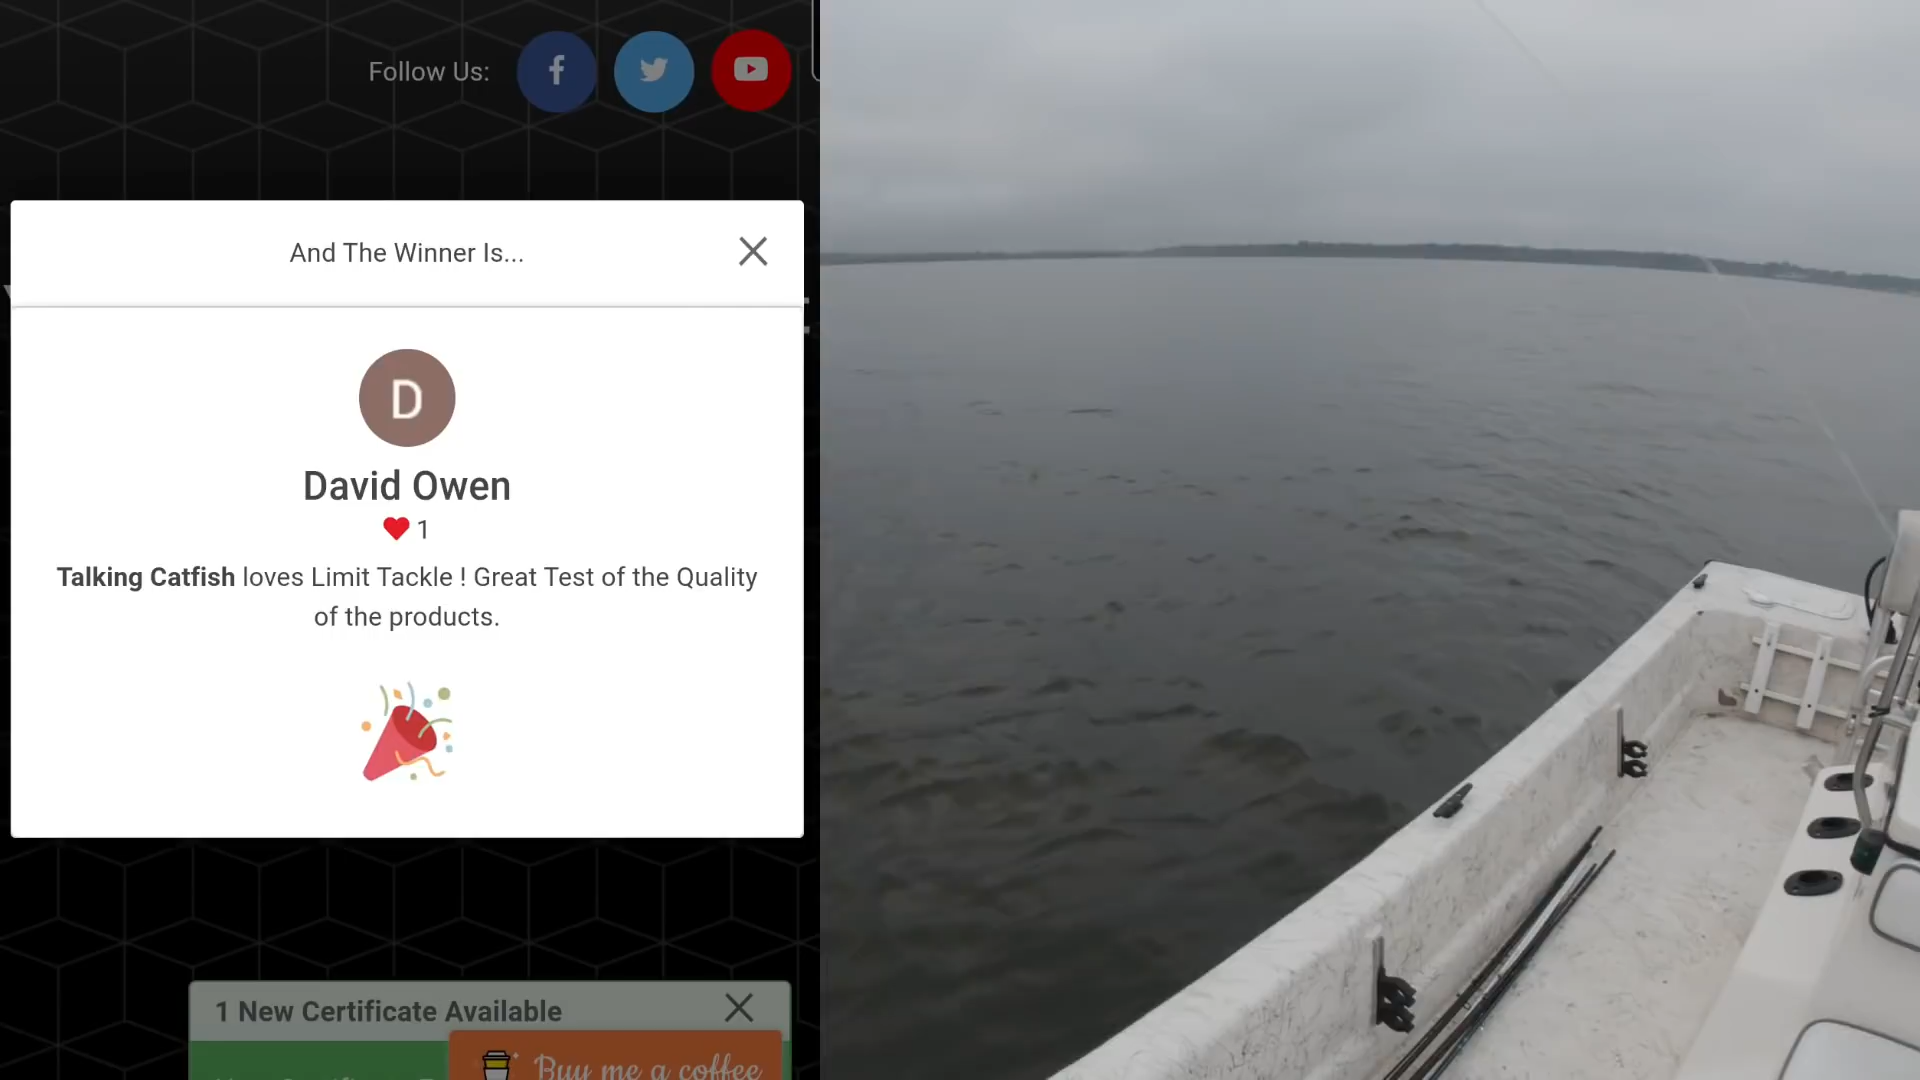 Follow Us:
And The Winner Is...
D
David Owen
1
Talking Catfish loves Limit Tackle ! Great Test of the Quality
of the products.
1 New Certificate Available
Buy me a coffee